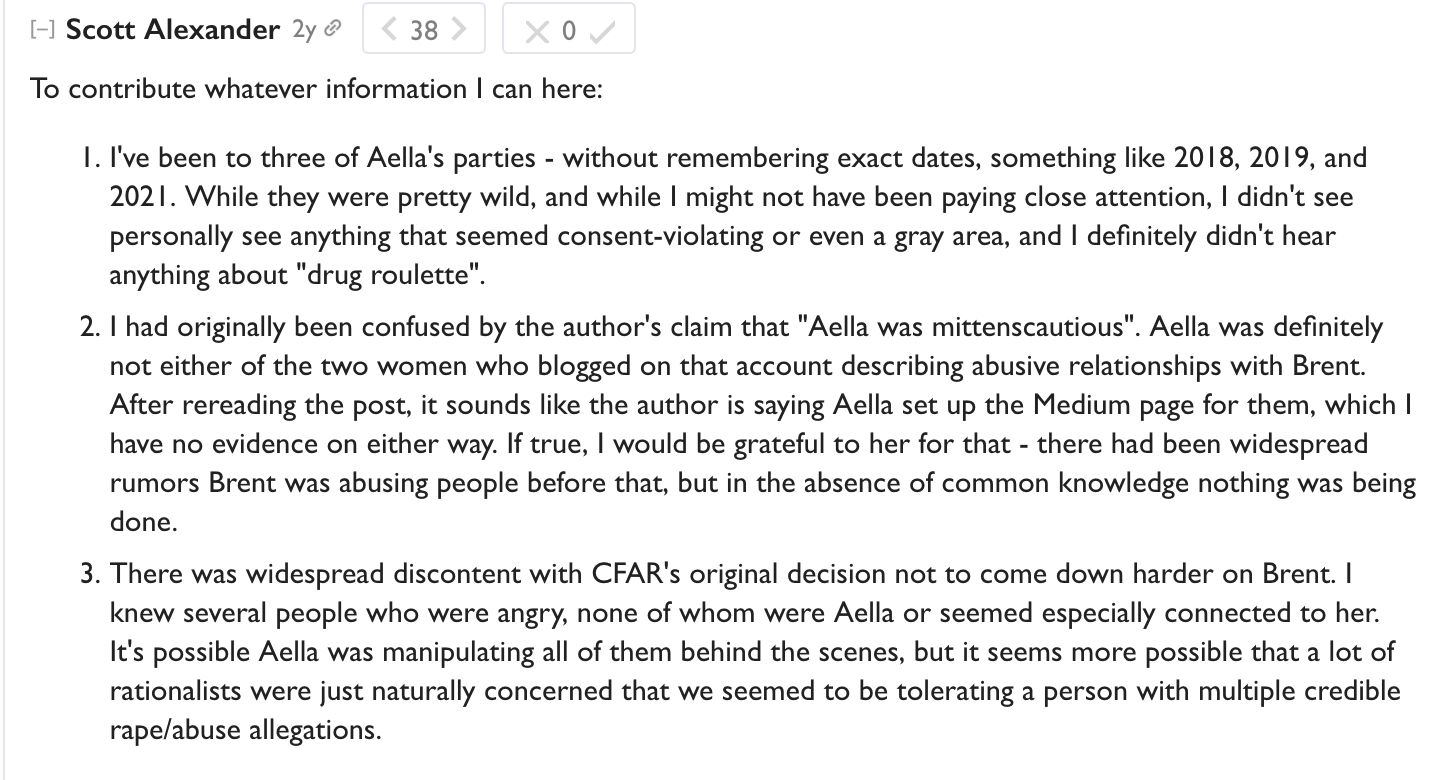 [-] Scott Alexander 2y 38 0
To contribute whatever information I can here:
1. I've been to three of Aella's parties - without remembering exact dates, something like 2018, 2019, and
2021. While they were pretty wild, and while I might not have been paying close attention, I didn't see
personally see anything that seemed consent-violating or even a gray area, and I definitely didn't hear
anything about "drug roulette".
2. I had originally been confused by the author's claim that "Aella was mittenscautious". Aella was definitely
not either of the two women who blogged on that account describing abusive relationships with Brent.
After rereading the post, it sounds like the author is saying Aella set up the Medium page for them, which I
have no evidence on either way. If true, I would be grateful to her for that - there had been widespread
rumors Brent was abusing people before that, but in the absence of common knowledge nothing was being
done.
3. There was widespread discontent with CFAR's original decision not to come down harder on Brent. I
knew several people who were angry, none of whom were Aella or seemed especially connected to her.
It's possible Aella was manipulating all of them behind the scenes, but it seems more possible that a lot of
rationalists were just naturally concerned that we seemed to be tolerating a person with multiple credible
rape/abuse allegations.